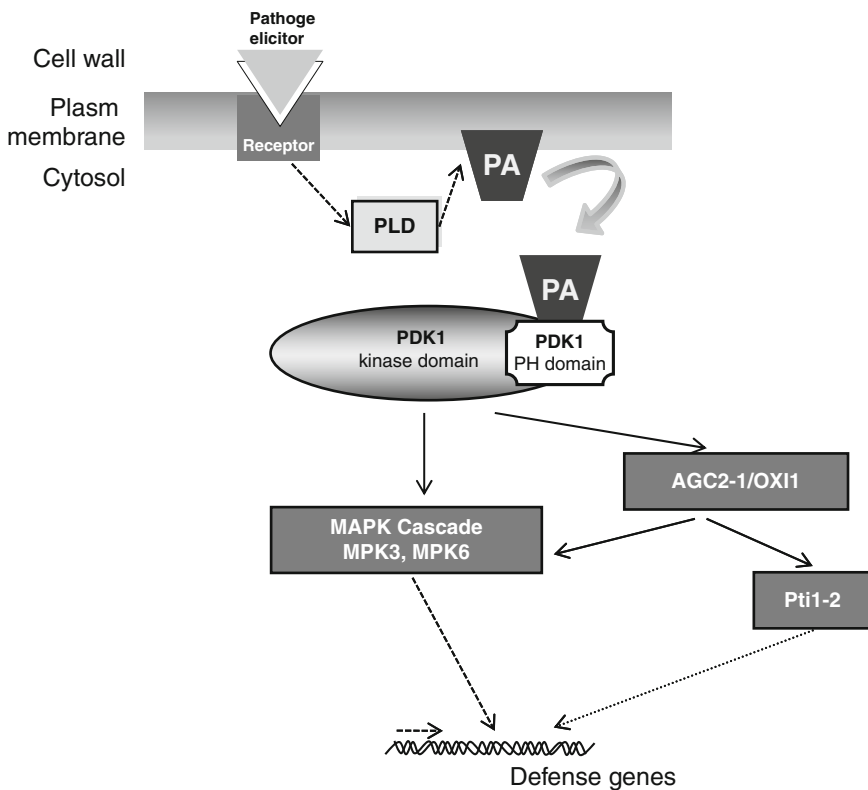 Pathoge
elicitor
Cell wall
Plasm
membrane
Receptor
Cytosol
PA
PLD
PA
PDK1
kinase domain
PDK1
PH domain
AGC2-1/OXI1
MAPK Cascade
MPK3, MPK6
Pti1-2
Defense genes